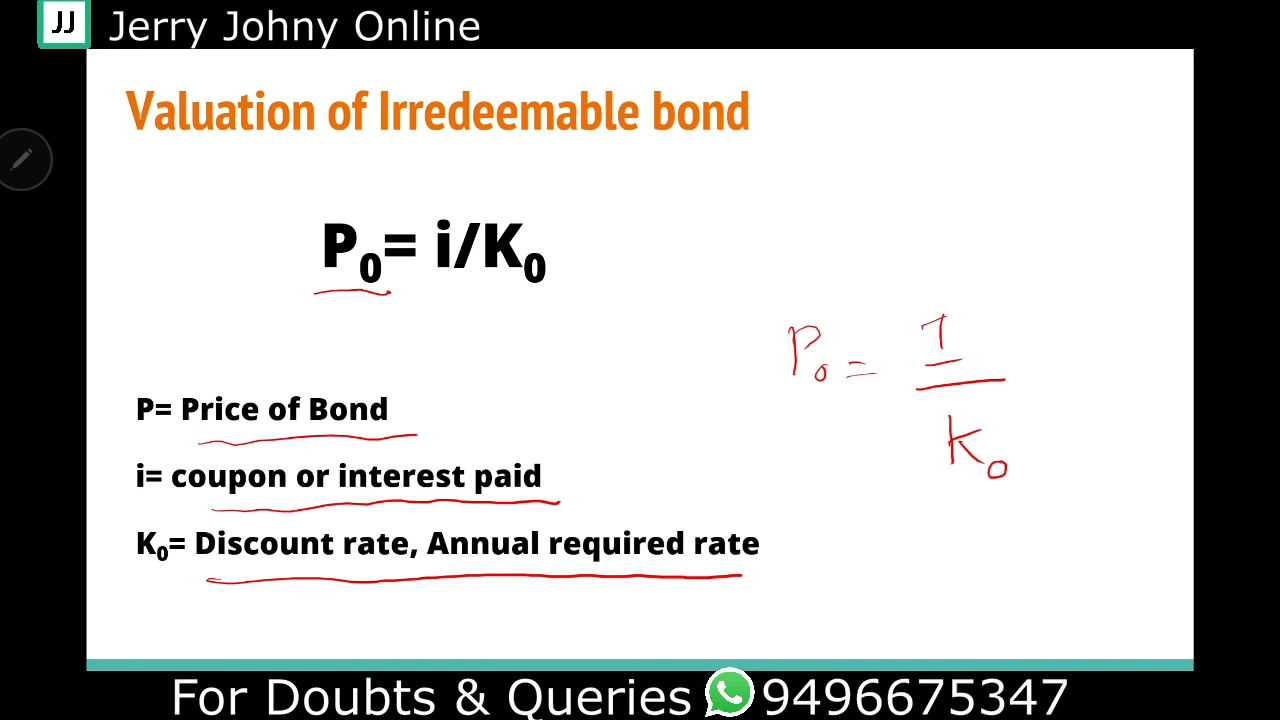 JJ Jerry Johny Online
Valuation of Irredeemable bond
P₀= i/K₀
P₀ = I
K₀
P= Price of Bond
i= coupon or interest paid
K₀= Discount rate, Annual required rate
For Doubts & Queries 9496675347